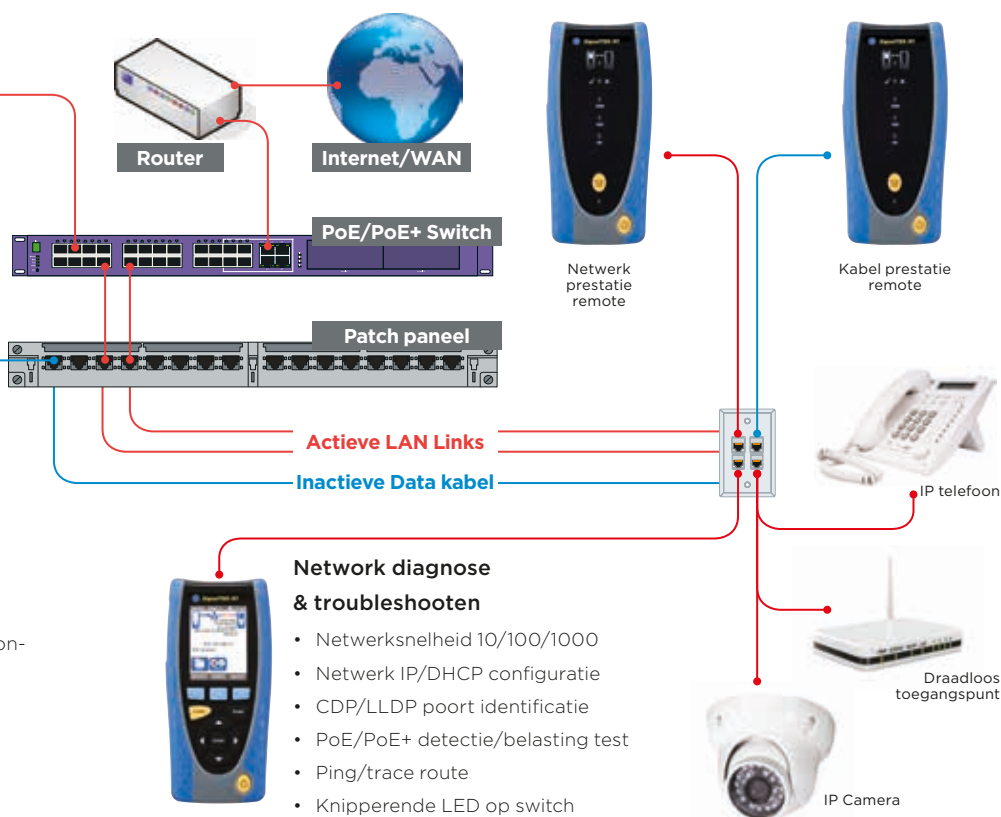 Router
Internet/WAN
PoE/PoE+ Switch
Patch paneel
Netwerk
prestatie
remote
Kabel prestatie
remote
Actieve LAN Links
Inactieve Data kabel
IP telefoon
Draadloos
toegangspunt
IP Camera
on-
Network diagnose
& troubleshooten
• Netwerksnelheid 10/100/1000
• Netwerk IP/DHCP configuratie
• CDP/LLDP poort identificatie
• PoE/PoE+ detectie/belasting test
• Ping/trace route
• Knipperende LED op switch